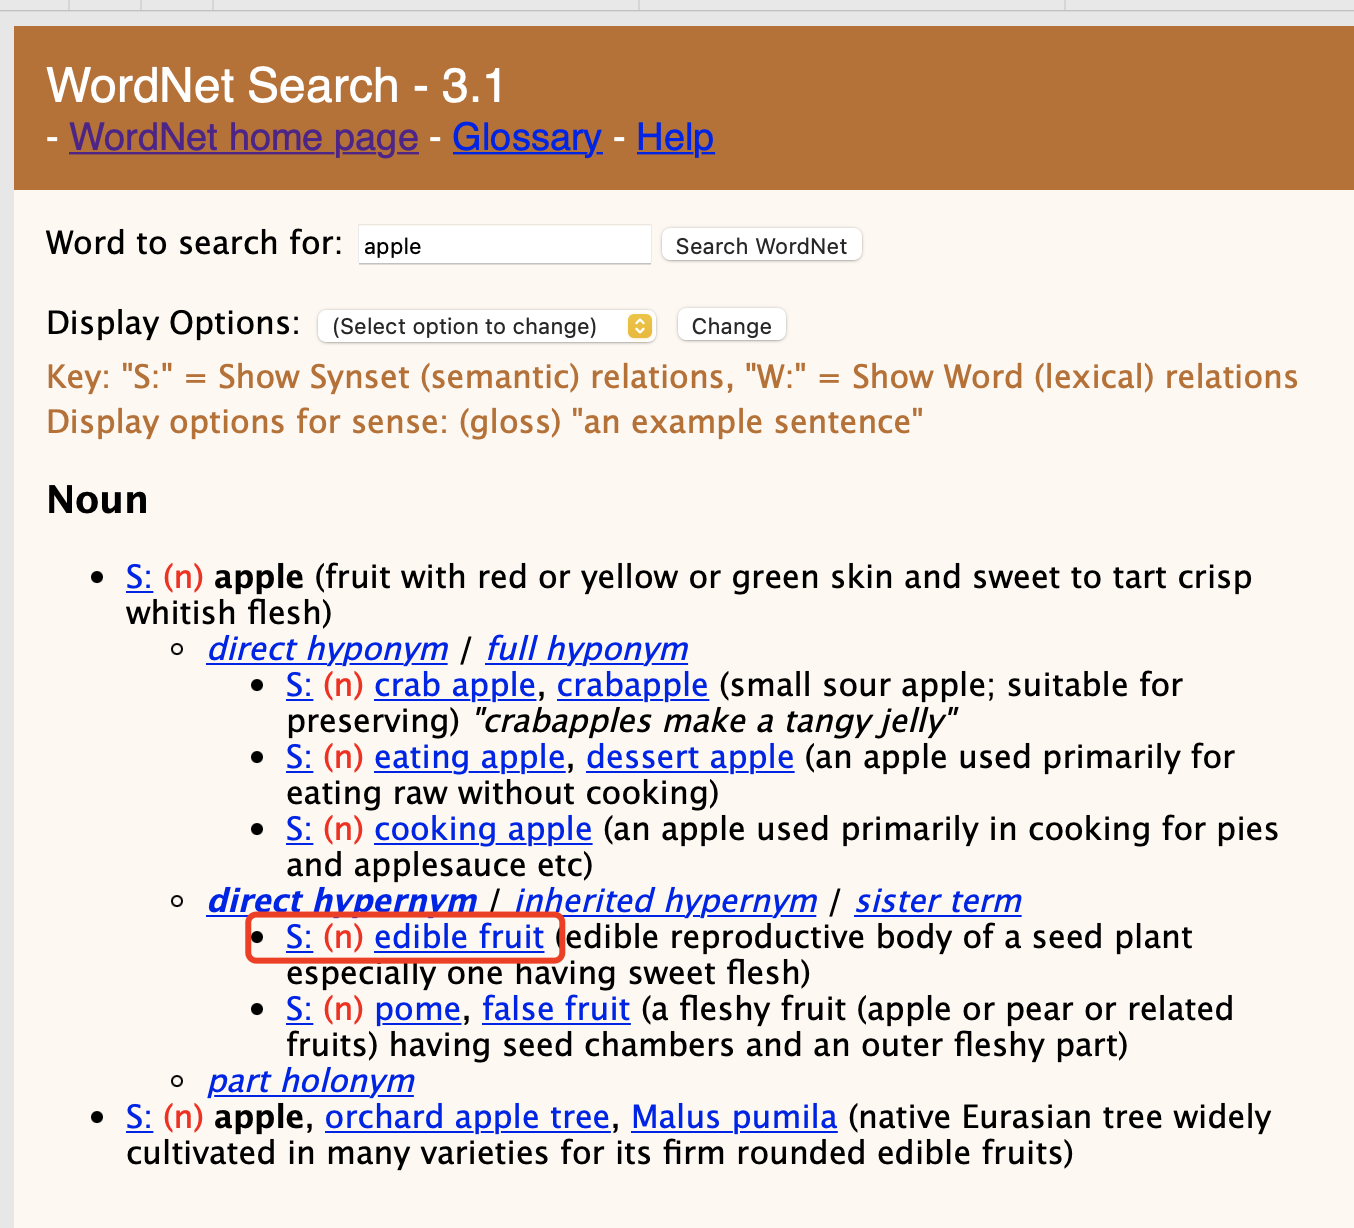 WordNet Search - 3.1
- WordNet home page - Glossary - Help
Word to search for: apple Search WordNet
Display Options: (Select option to change) Change
Key: "S:" = Show Synset (semantic) relations, "W:" = Show Word (lexical) relations
Display options for sense: (gloss) "an example sentence"
Noun
• S: (n) apple (fruit with red or yellow or green skin and sweet to tart crisp
whitish flesh)
○ direct hyponym / full hyponym
• S: (n) crab apple, crabapple (small sour apple; suitable for
preserving) "crabapples make a tangy jelly"
• S: (n) eating apple, dessert apple (an apple used primarily for
eating raw without cooking)
• S: (n) cooking apple (an apple used primarily in cooking for pies
and applesauce etc)
○ direct hypernym / inherited hypernym / sister term
• S: (n) edible fruit (edible reproductive body of a seed plant
especially one having sweet flesh)
• S: (n) pome, false fruit (a fleshy fruit (apple or pear or related
fruits) having seed chambers and an outer fleshy part)
○ part holonym
• S: (n) apple, orchard apple tree, Malus pumila (native Eurasian tree widely
cultivated in many varieties for its firm rounded edible fruits)